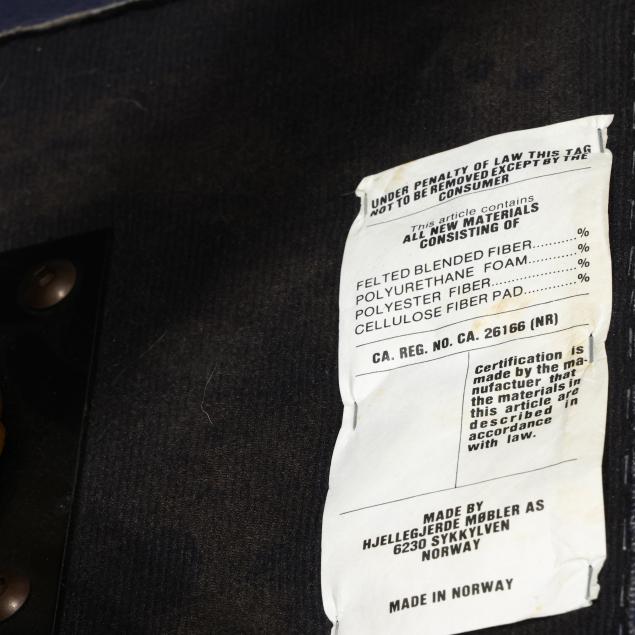 UNDER PENALTY OF LAW THIS TAG
NOT TO BE REMOVED EXCEPT BY THE
CONSUMER
This article contains
ALL NEW MATERIALS
CONSISTING OF
FELTED BLENDED FIBER..........%
POLYURETHANE FOAM..........%
POLYESTER FIBER................%
CELLULOSE FIBER PAD............%
CA. REG. NO. CA. 26166 (NR)
Certification is
made by the ma-
nufactuer that
the materials in
this article are
described in
accordance
with law.
MADE BY
HJELLEGJERDE MØBLER AS
6230 SYKKYLVEN
NORWAY
MADE IN NORWAY